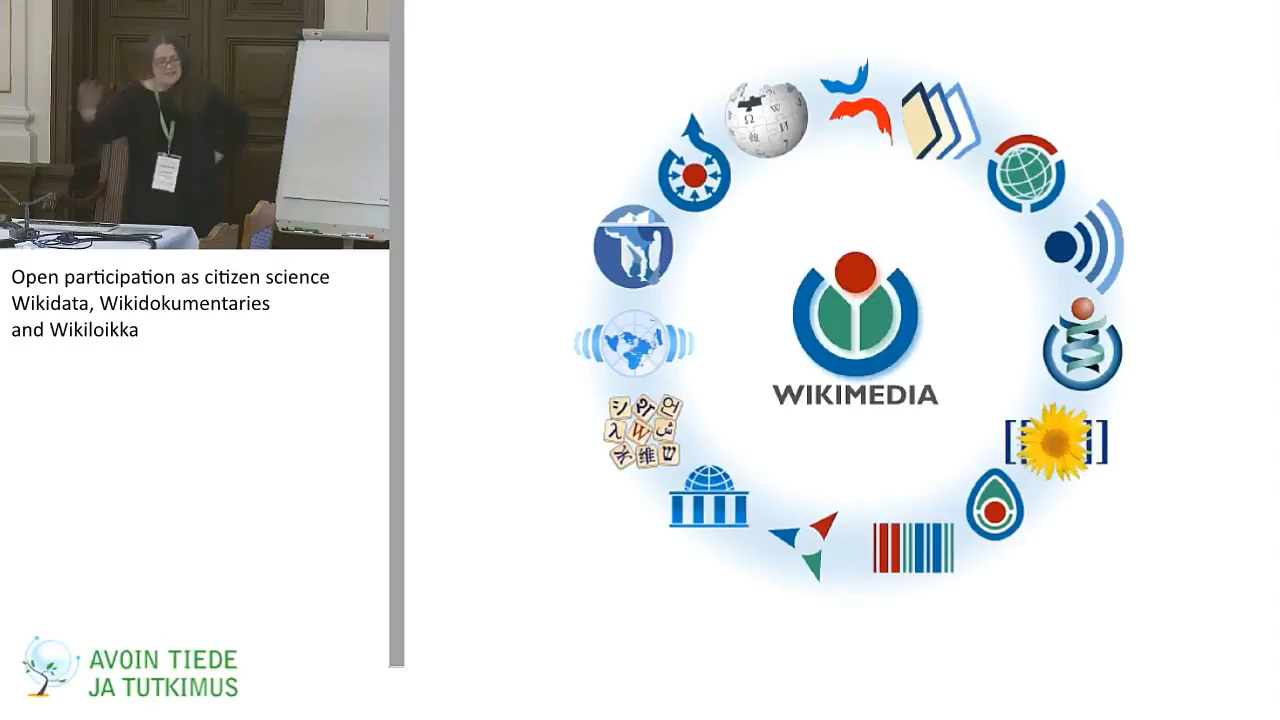 Open participation as citizen science
Wikidata, Wikidokumentaries
and Wikiloikka
AVOIN TIEDE
JA TUTKIMUS
WIKIMEDIA